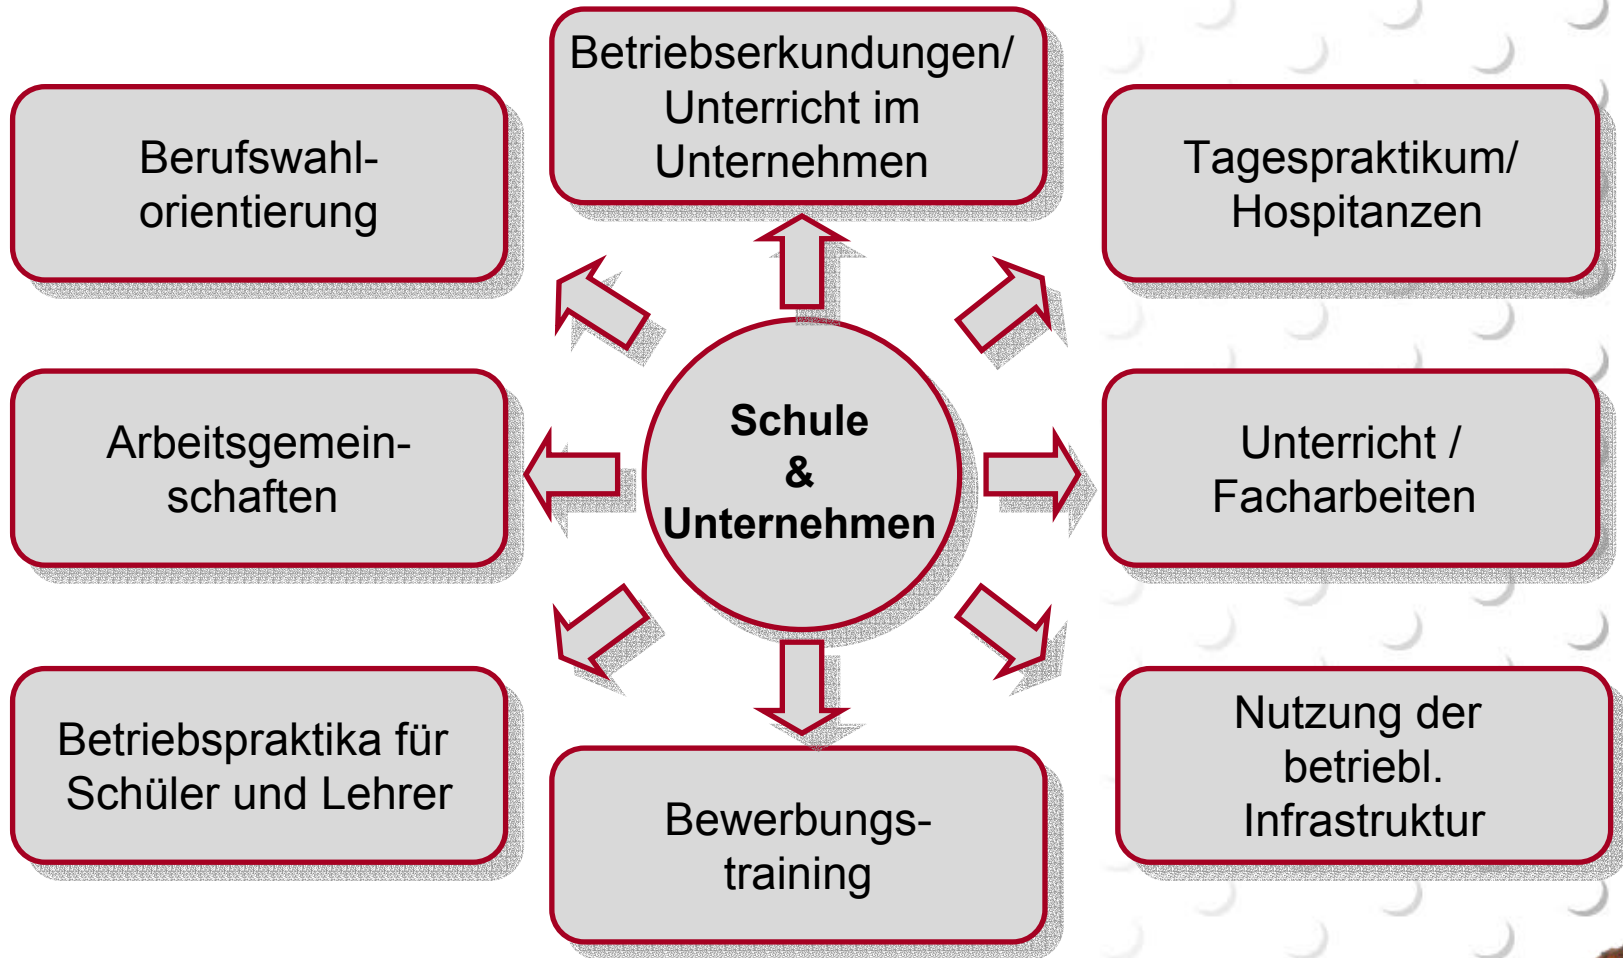 Betriebserkundungen/
Unterricht im
Unternehmen
Berufswahl-
orientierung
Tagespraktikum/
Hospitanzen
Schule
&
Unternehmen
Arbeitsgemein-
schaften
Unterricht /
Facharbeiten
Betriebspraktika für
Schüler und Lehrer
Bewerbungs-
training
Nutzung der
betriebl.
Infrastruktur